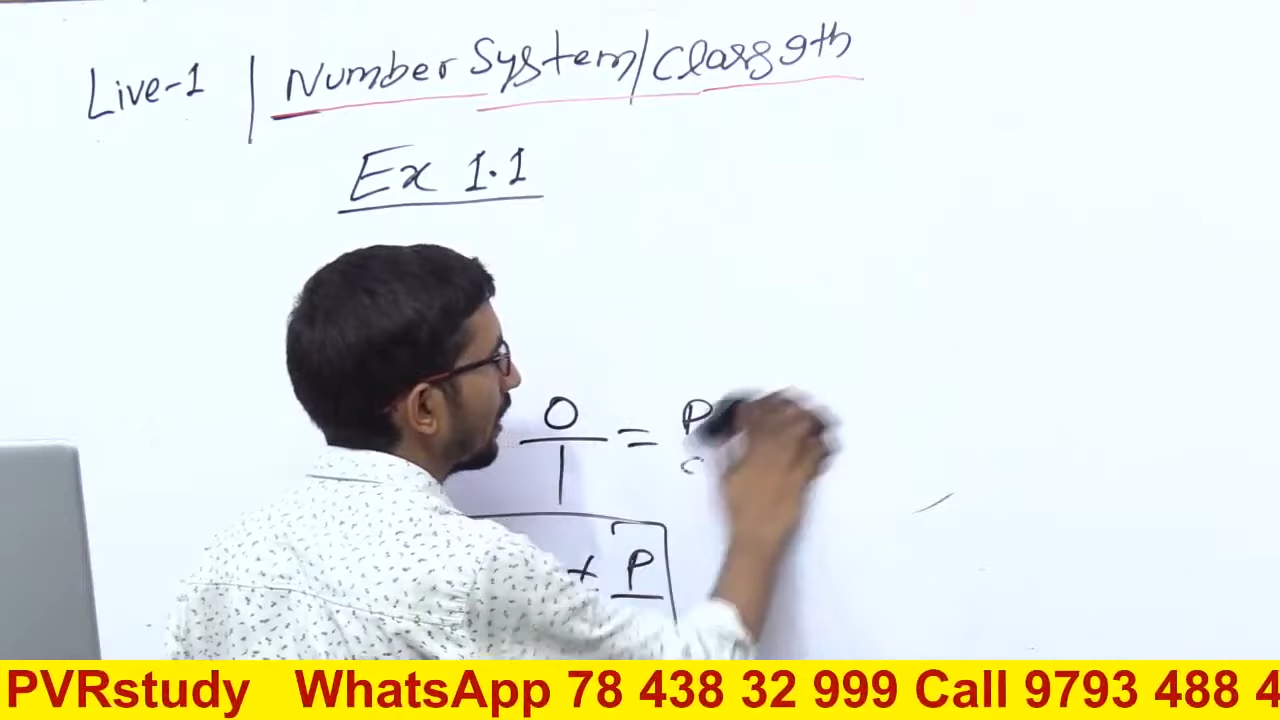 Live-1 | Number System/Class 9th
Ex 1.1
0 = P
1
+ P
PVRstudy WhatsApp 78 438 32 999 Call 9793 488 4